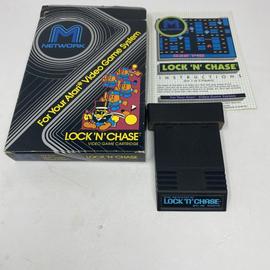 M
NETWORK
For Your Atari® Video Game System
LOCK 'N' CHASE
VIDEO GAME CARTRIDGE
M
LOCK 'N' CHASE
INSTRUCTIONS
LOCK 'N' CHASE